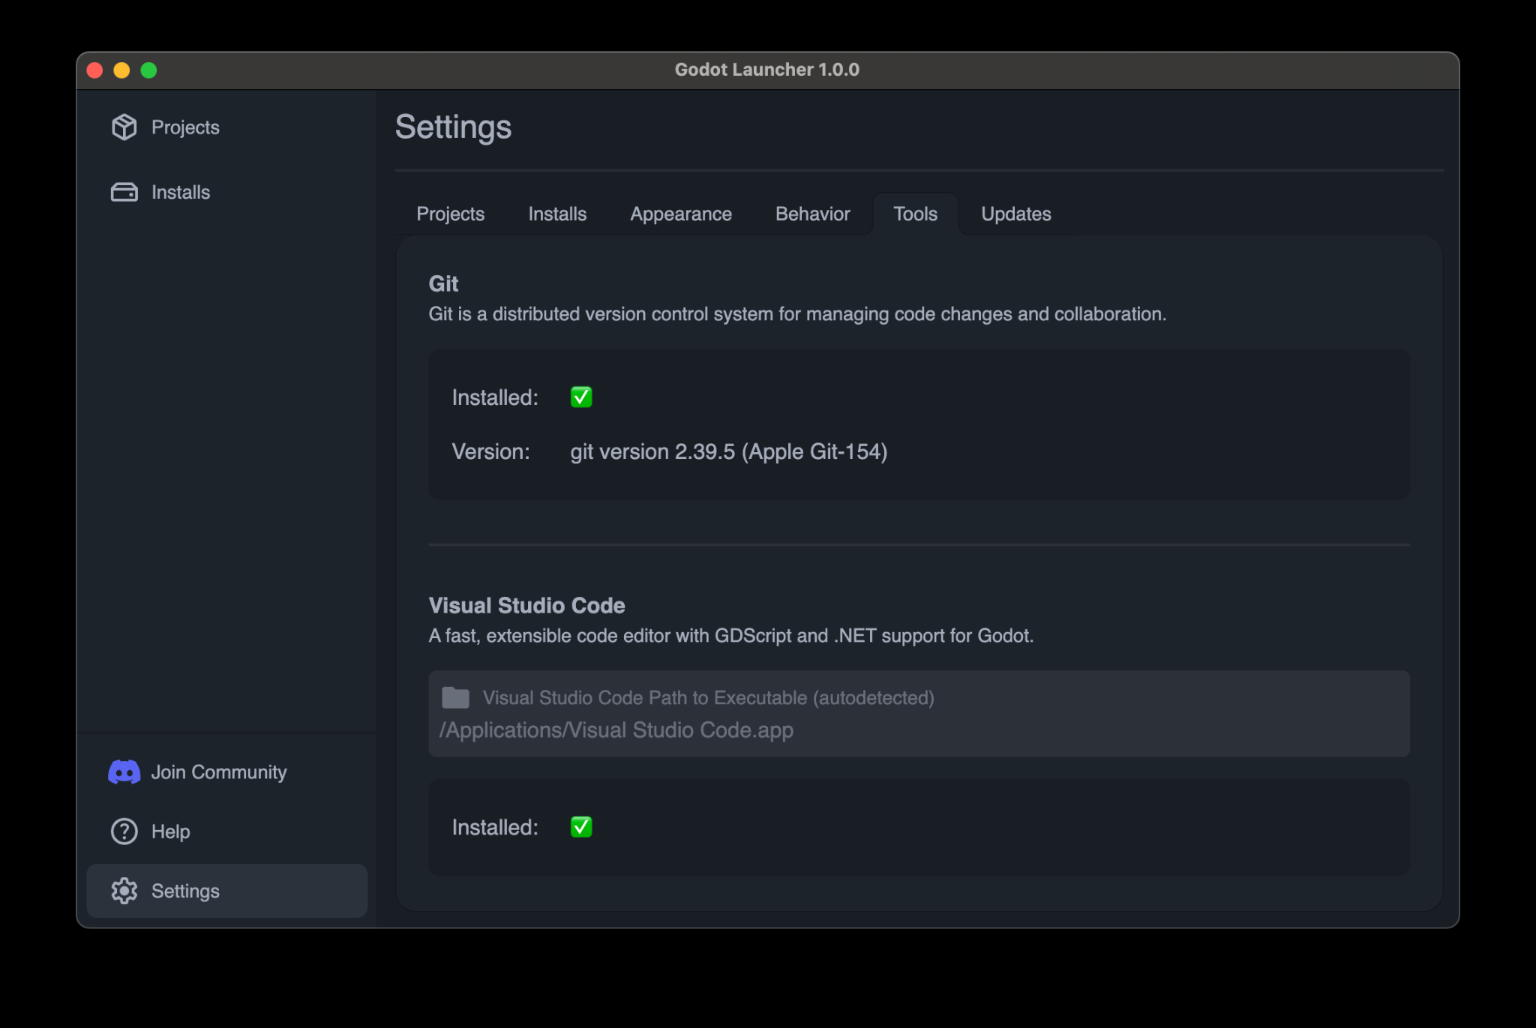 Godot Launcher 1.0.0
Projects
Installs
Settings
Projects Installs Appearance Behavior Tools Updates
Git
Git is a distributed version control system for managing code changes and collaboration.
Installed: ✅
Version: git version 2.39.5 (Apple Git-154)
Visual Studio Code
A fast, extensible code editor with GDScript and .NET support for Godot.
Visual Studio Code Path to Executable (autodetected)
/Applications/Visual Studio Code.app
Installed: ✅
Join Community
Help
Settings